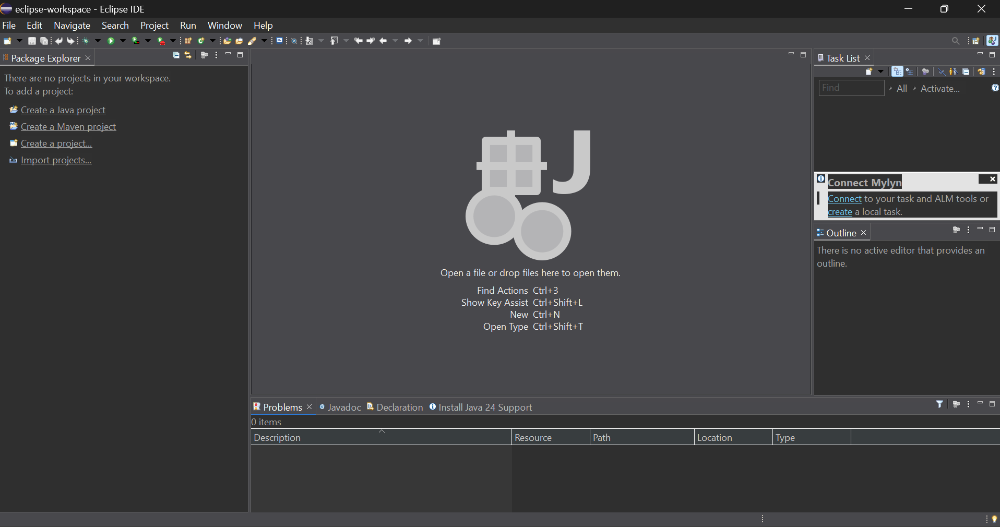 eclipse-workspace - Eclipse IDE
File Edit Navigate Search Project Run Window Help
Package Explorer
There are no projects in your workspace.
To add a project:
Create a Java project
Create a Maven project
Create a project...
Import projects...
J
Open a file or drop files here to open them.
Find Actions Ctrl+3
Show Key Assist Ctrl+Shift+L
New Ctrl+N
Open Type Ctrl+Shift+T
Task List
Find All Activate...
Connect Mylyn
Connect to your task and ALM tools or
create a local task.
Outline
There is no active editor that provides an
outline.
Problems Javadoc Declaration Install Java 24 Support
0 items
Description Resource Path Location Type